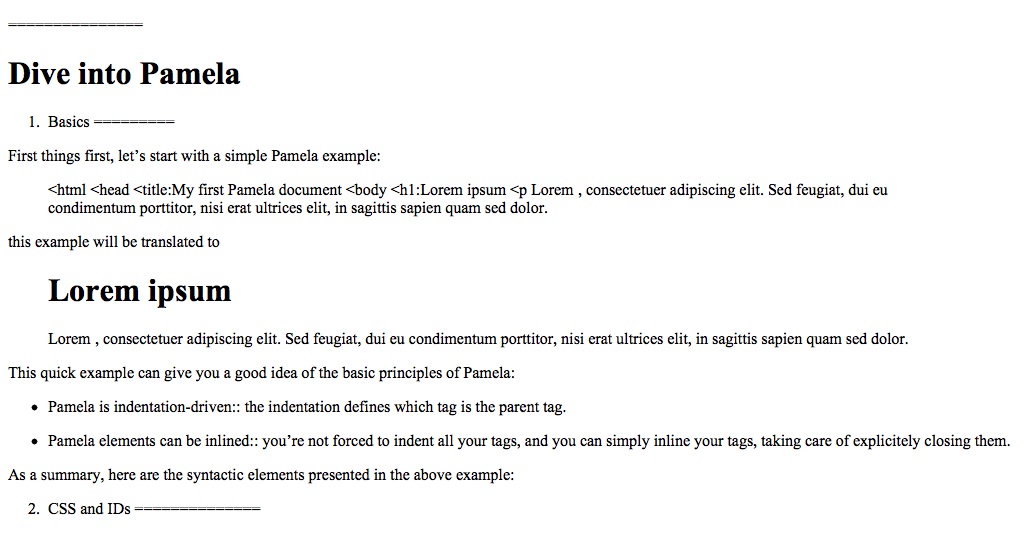 ===============
Dive into Pamela
1. Basics =========
First things first, let’s start with a simple Pamela example:
<html <head <title:My first Pamela document <body <h1:Lorem ipsum <p Lorem , consectetuer adipiscing elit. Sed feugiat, dui eu
condimentum porttitor, nisi erat ultrices elit, in sagittis sapien quam sed dolor.
this example will be translated to
Lorem ipsum
Lorem , consectetuer adipiscing elit. Sed feugiat, dui eu condimentum porttitor, nisi erat ultrices elit, in sagittis sapien quam sed dolor.
This quick example can give you a good idea of the basic principles of Pamela:
• Pamela is indentation-driven:: the indentation defines which tag is the parent tag.
• Pamela elements can be inlined:: you’re not forced to indent all your tags, and you can simply inline your tags, taking care of explicitely closing them.
As a summary, here are the syntactic elements presented in the above example:
2. CSS and IDs ==============